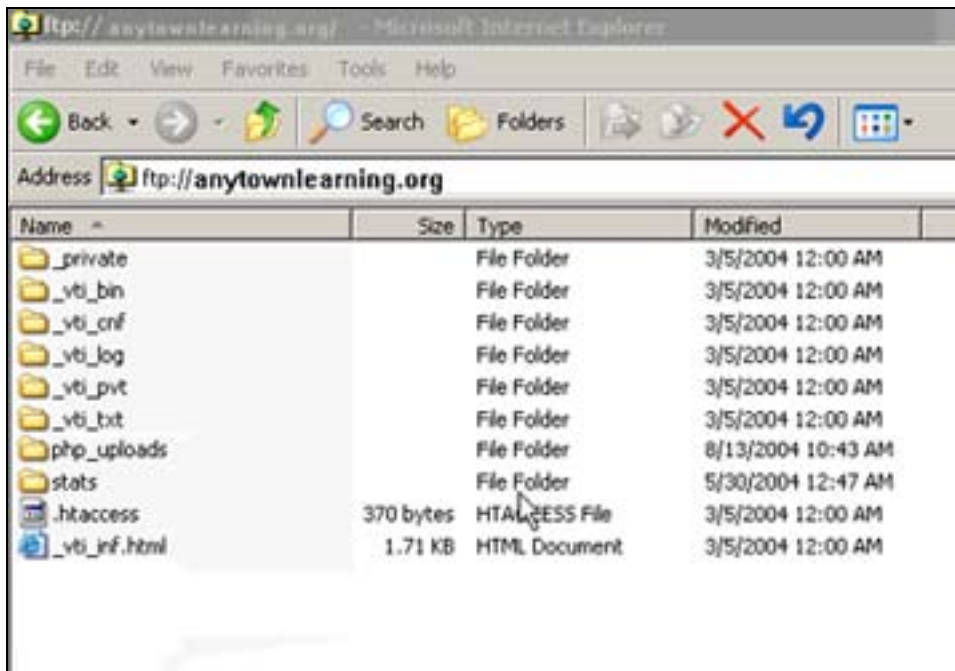 ftp:// anytownlearning.org/ - Microsoft Internet Explorer
File Edit View Favorites Tools Help
Back Search Folders
Address ftp://anytownlearning.org
Name Size Type Modified
_private File Folder 3/5/2004 12:00 AM
_vti_bin File Folder 3/5/2004 12:00 AM
_vti_cnf File Folder 3/5/2004 12:00 AM
_vti_log File Folder 3/5/2004 12:00 AM
_vti_pvt File Folder 3/5/2004 12:00 AM
_vti_txt File Folder 3/5/2004 12:00 AM
php_uploads File Folder 8/13/2004 10:43 AM
stats File Folder 5/30/2004 12:47 AM
.htaccess 370 bytes HTACCESS File 3/5/2004 12:00 AM
_vti_inf.html 1.71 KB HTML Document 3/5/2004 12:00 AM